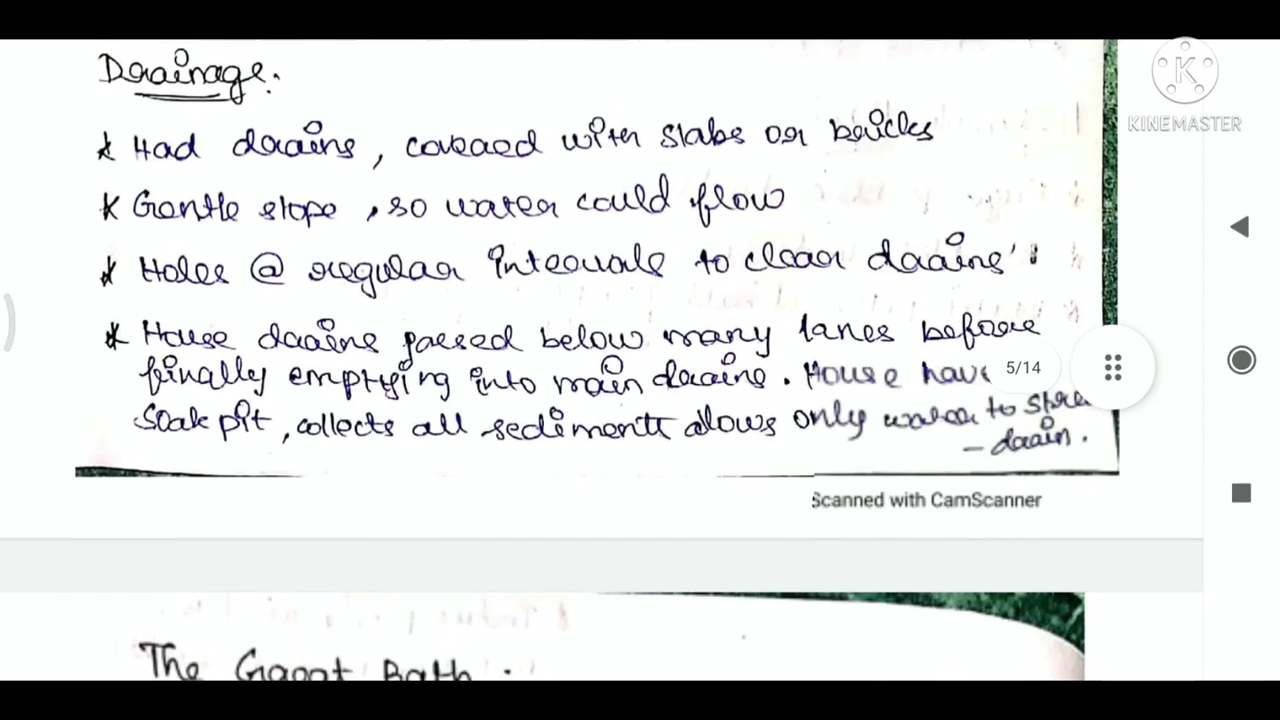 Drainage.
* Had drains, covered with slabs or bricks
* Gentle slope, so water could flow
* Holes @ regular intervals to clear drains.
* House drains passed below many lanes before
finally emptying into main drains. House have
Soak pit, collects all sediments allows only water to
- drain.
Scanned with CamScanner
The Great Bath.
K
KINEMASTER
5/14